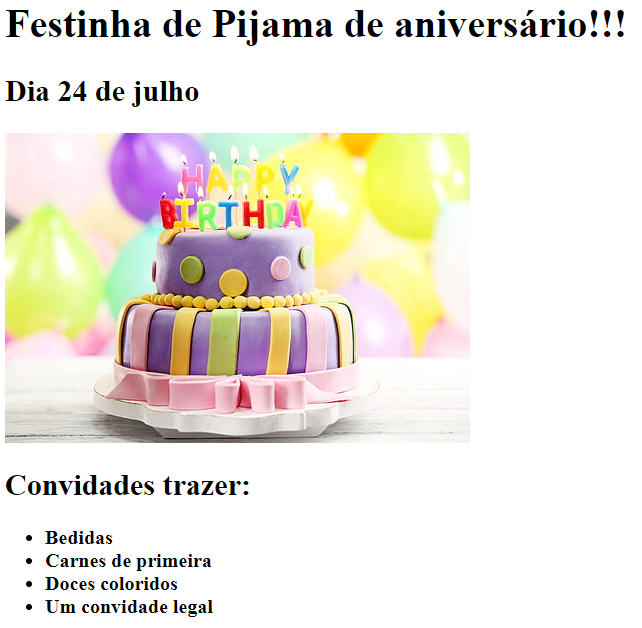 Festinha de Pijama de aniversário!!!
Dia 24 de julho
HAPPY
BIRTHDAY
Convidades trazer:
Bedidas
Carnes de primeira
Doces coloridos
Um convidade legal